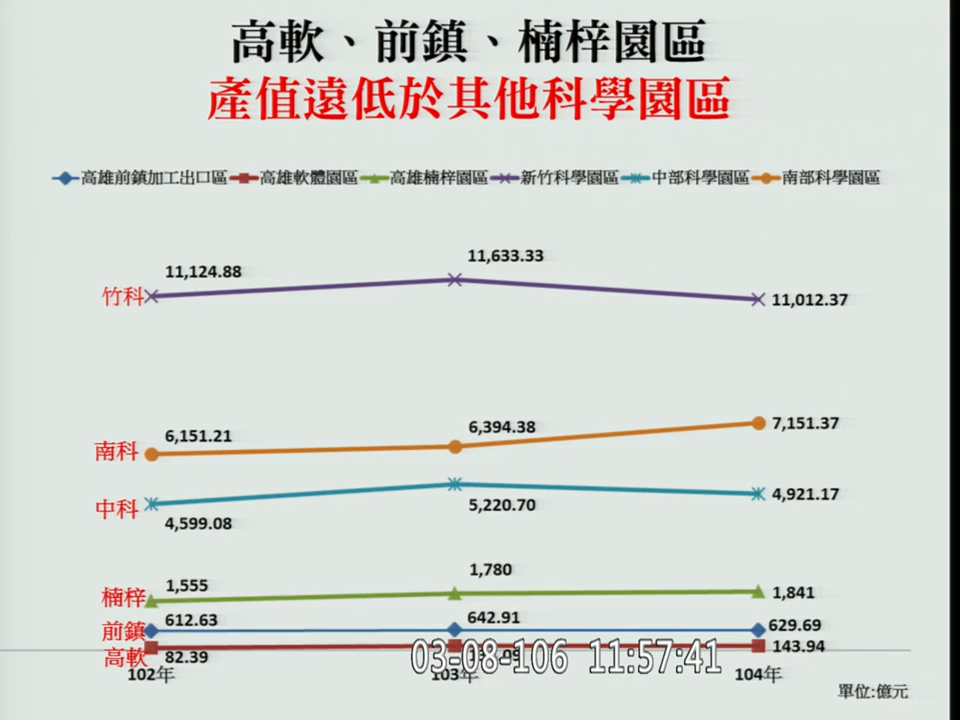 高軟、前鎮、楠梓園區
產值遠低於其他科學園區
高雄前鎮加工出口區 高雄軟體園區 高雄楠梓園區 新竹科學園區 中部科學園區 南部科學園區
11,633.33
11,124.88
竹科
11,012.37
7,151.37
6,394.38
6,151.21
南科
4,921.17
5,220.70
中科
4,599.08
1,780
1,555
1,841
楠梓
612.63
642.91
629.69
前鎮
143.94
高軟
82.39
03-08-106 11:57:41
102年 103年 104年
單位:億元